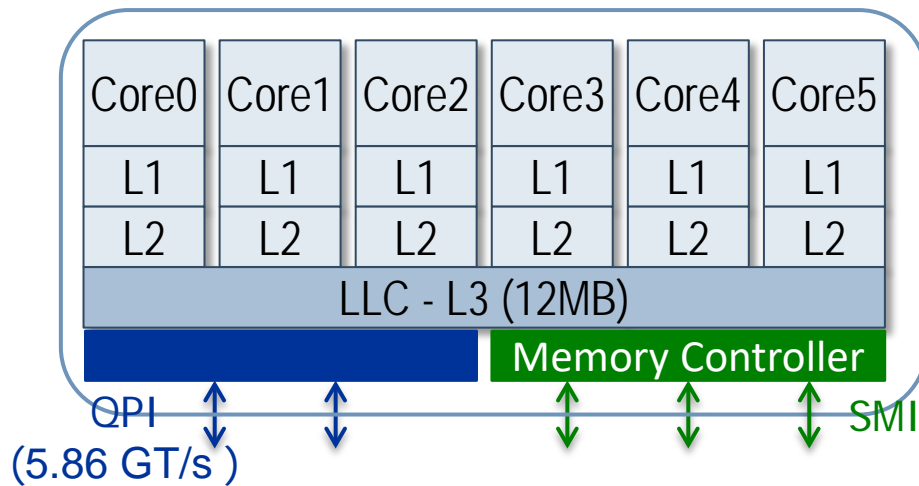 Core0 Core1 Core2 Core3 Core4 Core5
L1 L1 L1 L1 L1 L1
L2 L2 L2 L2 L2 L2
LLC - L3 (12MB)
Memory Controller
QPI SMI
(5.86 GT/s )